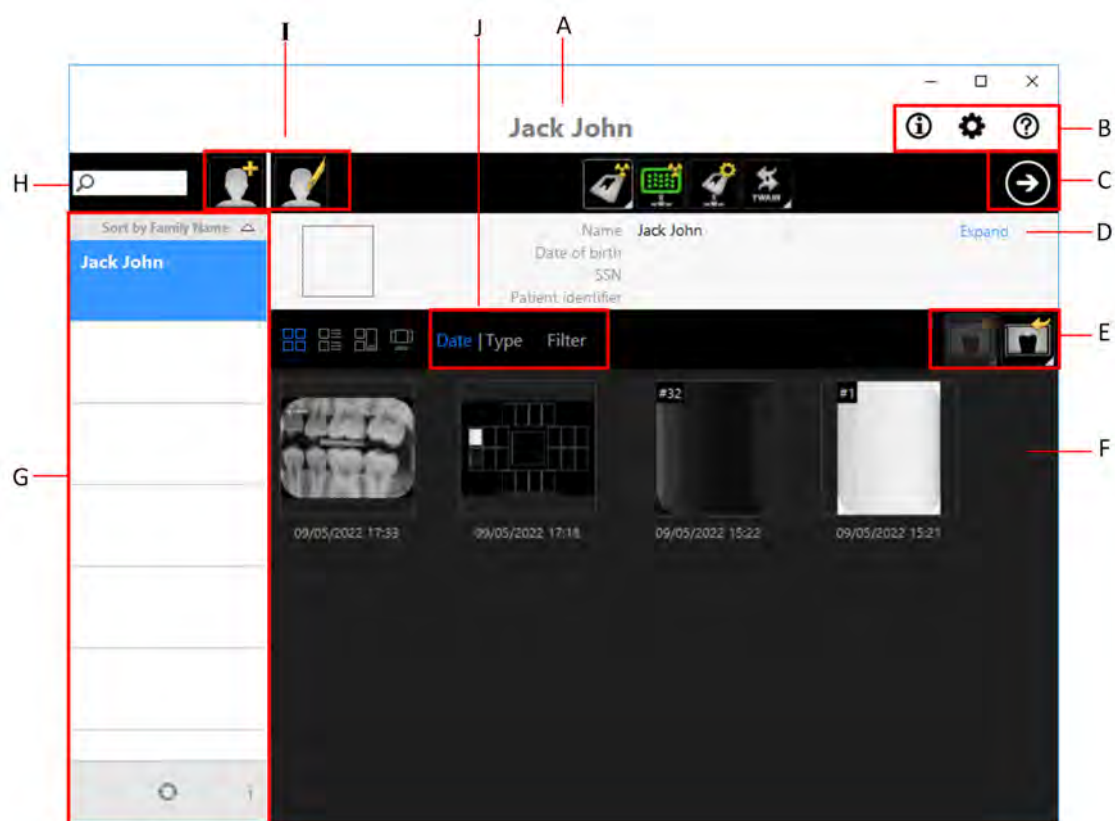 I
J
A
Jack John
B
H
TWAIN
C
Sort by Family Name
Name Jack John
Expand
D
Date of birth
SSN
Patient identifier
Jack John
Date | Type Filter
E
#32
#1
F
G
09/05/2022 17:33
09/05/2022 17:18
09/05/2022 15:22
09/05/2022 15:21